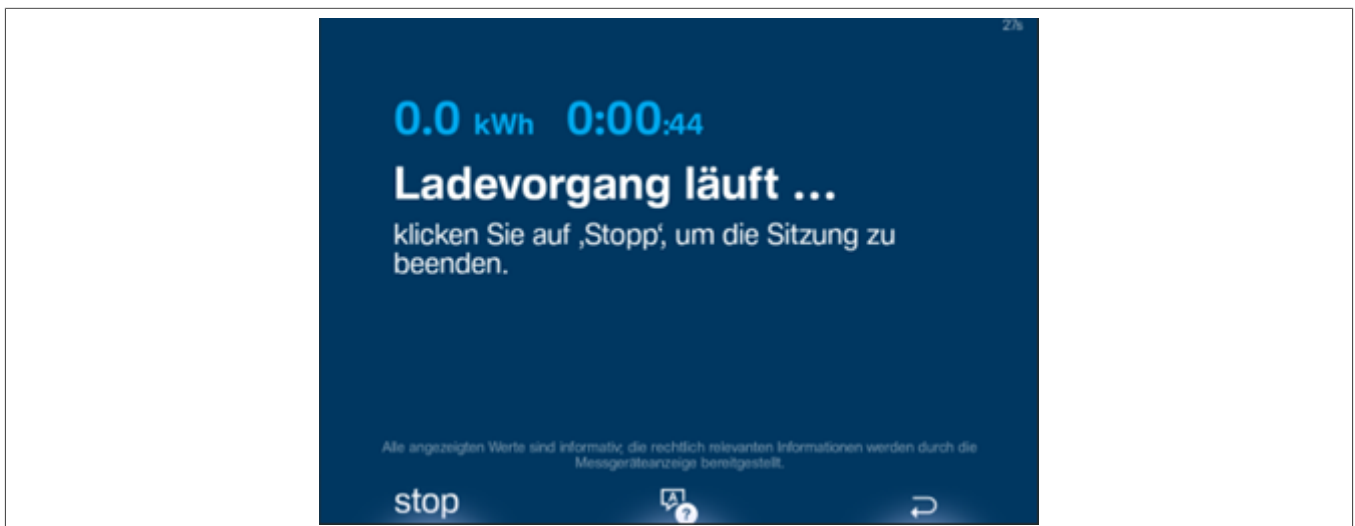 27s
0.0 kWh 0:00:44
Ladevorgang läuft ...
klicken Sie auf ‚Stopp‘, um die Sitzung zu
beenden.
Alle angezeigten Werte sind informativ, die rechtlich relevanten Informationen werden durch die
Messgeräteanzeige bereitgestellt.
stop
A ?